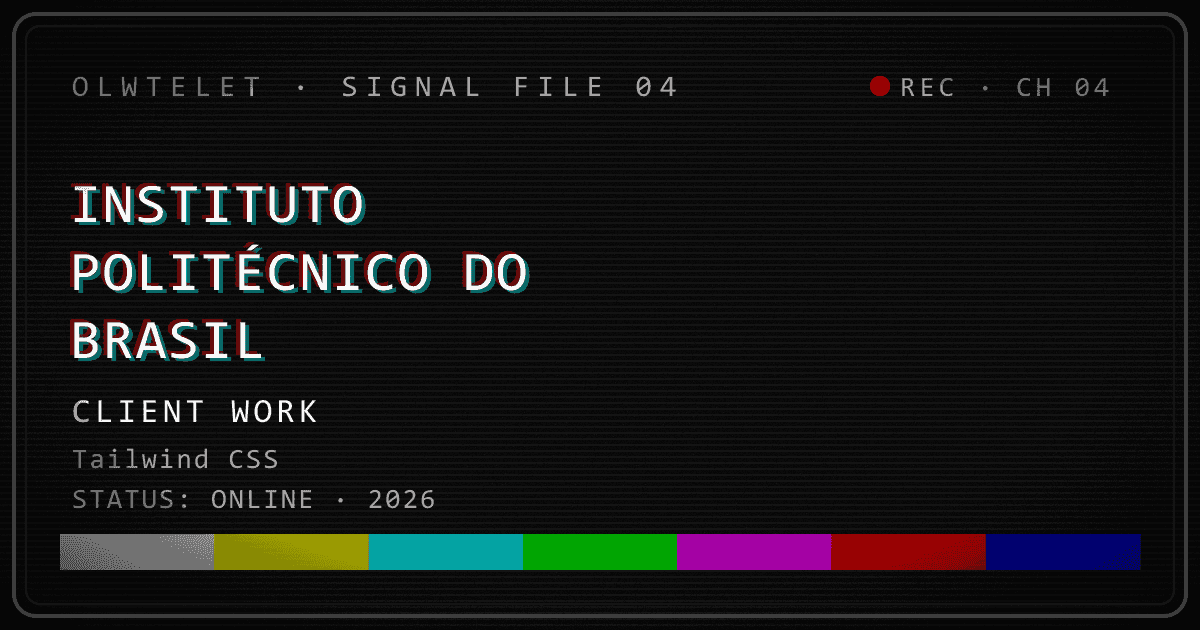 OLWTELET · SIGNAL FILE 04
REC · CH 04
INSTITUTO
POLITÉCNICO DO
BRASIL
CLIENT WORK
Tailwind CSS
STATUS: ONLINE · 2026